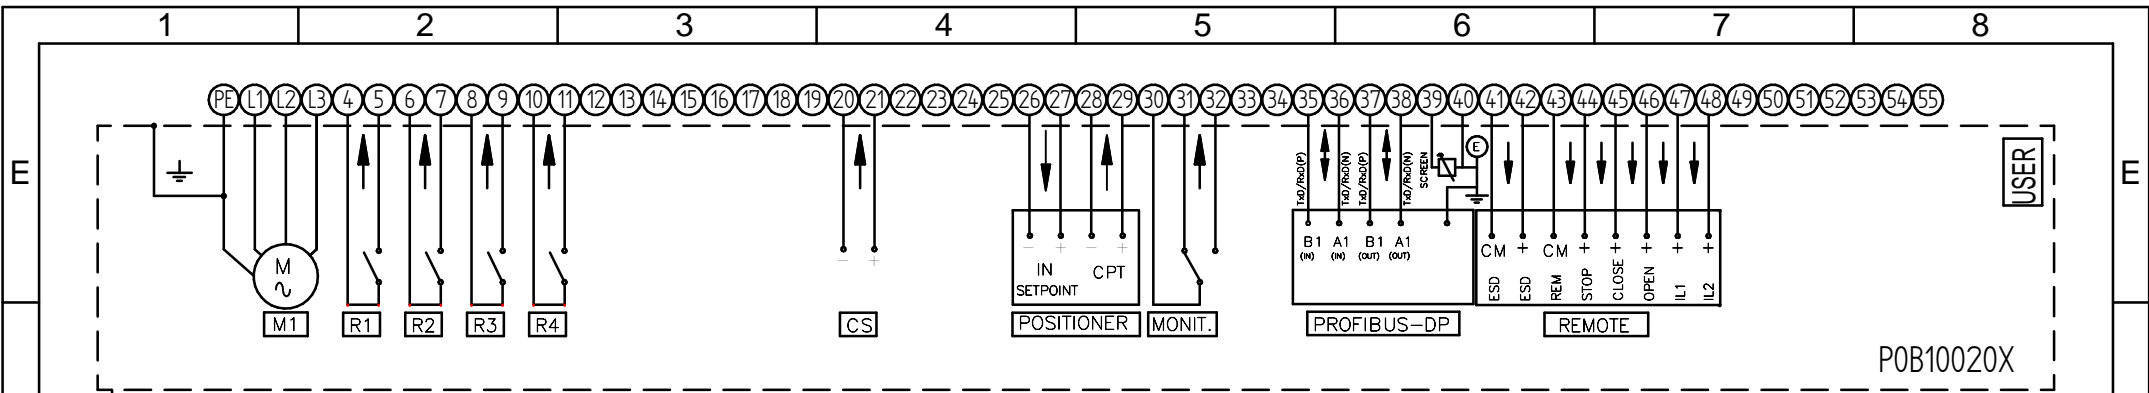 1 2 3 4 5 6 7 8
PE L1 L2 L3 4 5 6 7 8 9 10 11 12 13 14 15 16 17 18 19 20 21 22 23 24 25 26 27 28 29 30 31 32 33 34 35 36 37 38 39 40 41 42 43 44 45 46 47 48 49 50 51 52 53 54 55
E
E
USER
TxD/RxD(P) TxD/RxD(N) TxD/RxD(P) TxD/RxD(N) SCREEN
E
- + - + - +
B1 A1 B1 A1
(IN) (IN) (OUT) (OUT)
CM + CM + + + + +
M
IN CPT
SETPOINT
ESD ESD REM STOP CLOSE OPEN IL1 IL2
M1 R1 R2 R3 R4 CS POSITIONER MONIT. PROFIBUS-DP REMOTE
P0B10020X